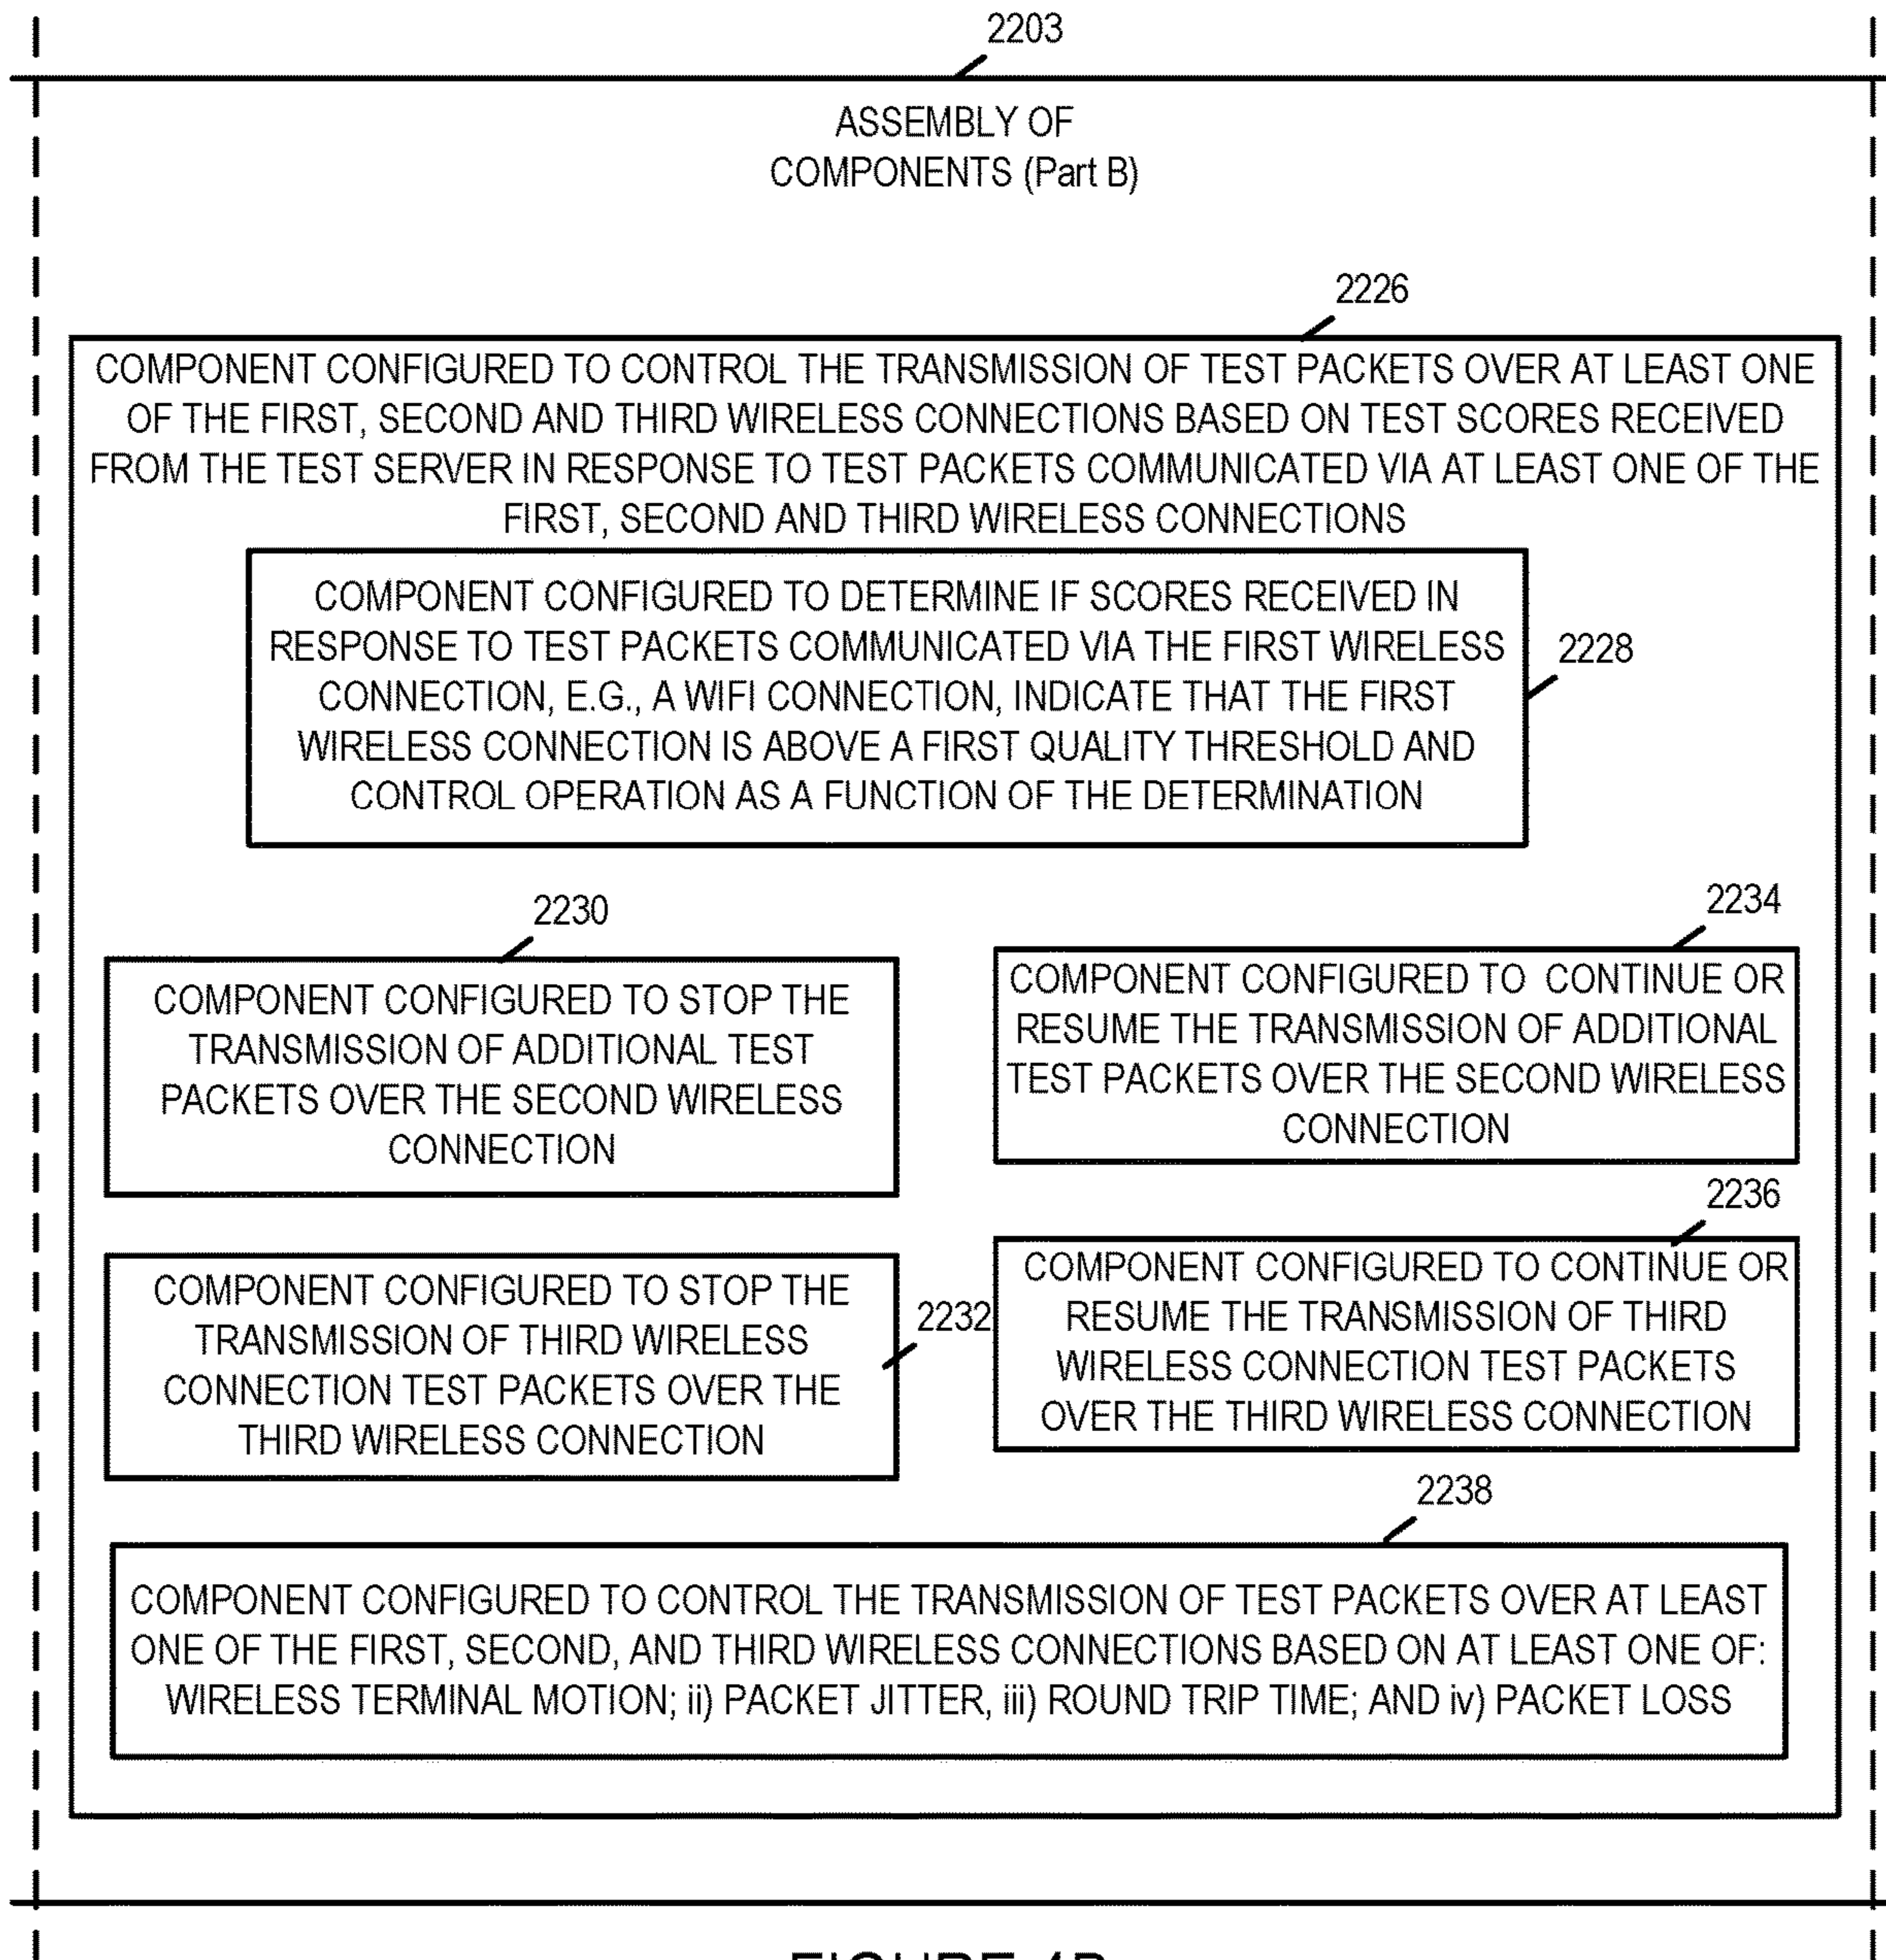 2203
ASSEMBLY OF
COMPONENTS (Part B)
2226
COMPONENT CONFIGURED TO CONTROL THE TRANSMISSION OF TEST PACKETS OVER AT LEAST ONE
OF THE FIRST, SECOND AND THIRD WIRELESS CONNECTIONS BASED ON TEST SCORES RECEIVED
FROM THE TEST SERVER IN RESPONSE TO TEST PACKETS COMMUNICATED VIA AT LEAST ONE OF THE
FIRST, SECOND AND THIRD WIRELESS CONNECTIONS
COMPONENT CONFIGURED TO DETERMINE IF SCORES RECEIVED IN
RESPONSE TO TEST PACKETS COMMUNICATED VIA THE FIRST WIRELESS
CONNECTION, E.G., A WIFI CONNECTION, INDICATE THAT THE FIRST
WIRELESS CONNECTION IS ABOVE A FIRST QUALITY THRESHOLD AND
CONTROL OPERATION AS A FUNCTION OF THE DETERMINATION
2228
2230
COMPONENT CONFIGURED TO STOP THE
TRANSMISSION OF ADDITIONAL TEST
PACKETS OVER THE SECOND WIRELESS
CONNECTION
2234
COMPONENT CONFIGURED TO CONTINUE OR
RESUME THE TRANSMISSION OF ADDITIONAL
TEST PACKETS OVER THE SECOND WIRELESS
CONNECTION
COMPONENT CONFIGURED TO STOP THE
TRANSMISSION OF THIRD WIRELESS
CONNECTION TEST PACKETS OVER THE
THIRD WIRELESS CONNECTION
2232
2236
COMPONENT CONFIGURED TO CONTINUE OR
RESUME THE TRANSMISSION OF THIRD
WIRELESS CONNECTION TEST PACKETS
OVER THE THIRD WIRELESS CONNECTION
2238
COMPONENT CONFIGURED TO CONTROL THE TRANSMISSION OF TEST PACKETS OVER AT LEAST
ONE OF THE FIRST, SECOND, AND THIRD WIRELESS CONNECTIONS BASED ON AT LEAST ONE OF:
WIRELESS TERMINAL MOTION; ii) PACKET JITTER, iii) ROUND TRIP TIME; AND iv) PACKET LOSS